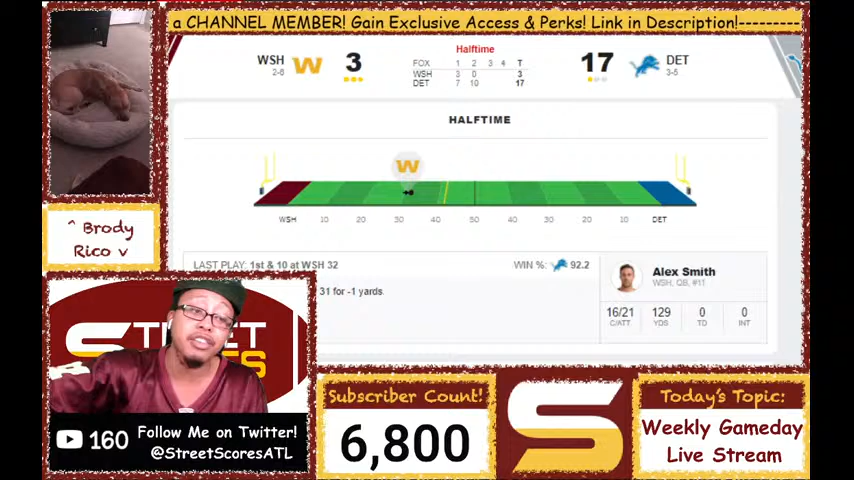 a CHANNEL MEMBER! Gain Exclusive Access & Perks! Link in Description!----------
WSH
2-6
W
3
Halftime
FOX 1 2 3 4 T
WSH 3 0 3
DET 7 10 17
17
DET
3-5
HALFTIME
W
WSH 10 20 30 40 50 40 30 20 10 DET
LAST PLAY: 1st & 10 at WSH 32
WIN %: 92.2
31 for -1 yards.
Alex Smith
WSH, QB, #11
16/21 129 0 0
C/ATT YDS TD INT
^ Brody
Rico v
STREET
SCORES
160
Follow Me on Twitter!
@StreetScoresATL
Subscriber Count!
6,800
S
Today's Topic:
Weekly Gameday
Live Stream